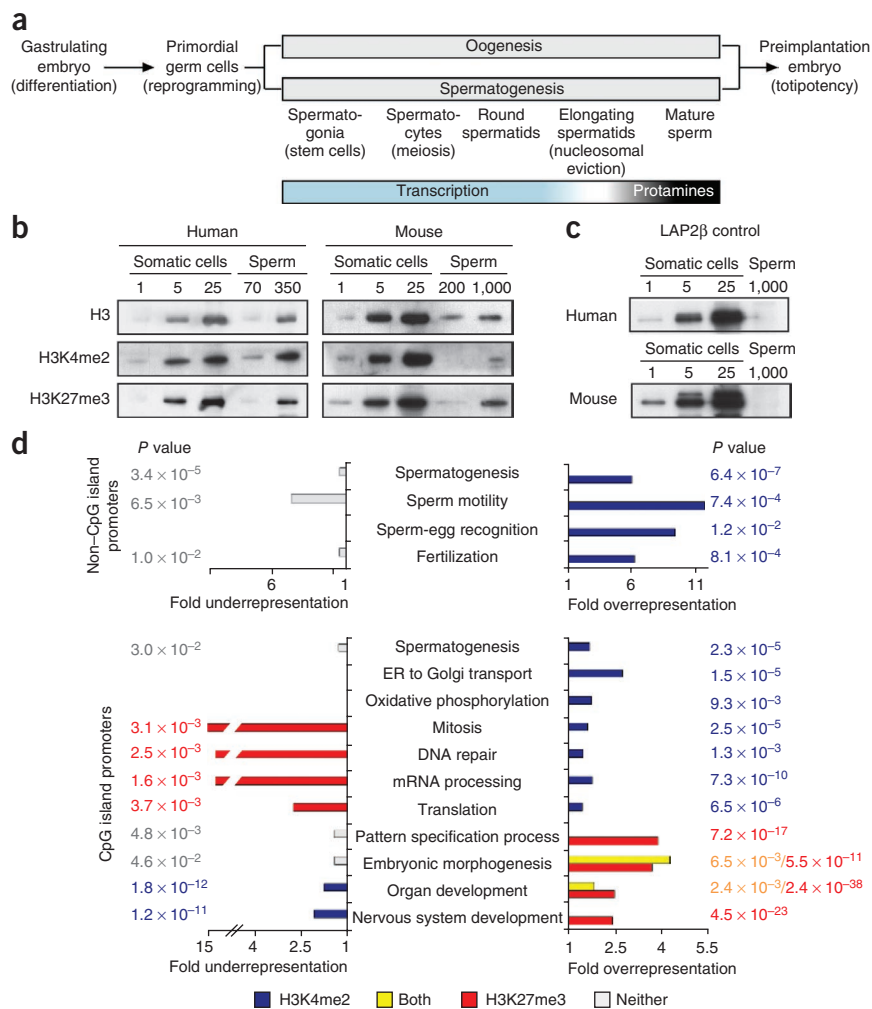 a
Gastrulating embryo (differentiation)
Primordial germ cells (reprogramming)
Oogenesis
Spermatogenesis
Preimplantation embryo (totipotency)
Spermato-gonia (stem cells)
Spermato-cytes (meiosis)
Round spermatids
Elongating spermatids (nucleosomal eviction)
Mature sperm
Transcription
Protamines
b
Human
Mouse
Somatic cells
Sperm
Somatic cells
Sperm
1 5 25 70 350
1 5 25 200 1,000
H3
H3K4me2
H3K27me3
c
LAP2β control
Somatic cells Sperm
1 5 25 1,000
Human
Somatic cells Sperm
1 5 25 1,000
Mouse
d
P value
P value
Non–CpG island promoters
3.4 × 10⁻⁵ Spermatogenesis 6.4 × 10⁻⁷
6.5 × 10⁻³ Sperm motility 7.4 × 10⁻⁴
Sperm-egg recognition 1.2 × 10⁻²
1.0 × 10⁻² Fertilization 8.1 × 10⁻⁴
6 1
1 6 11
Fold underrepresentation
Fold overrepresentation
CpG island promoters
3.0 × 10⁻² Spermatogenesis 2.3 × 10⁻⁵
ER to Golgi transport 1.5 × 10⁻⁵
Oxidative phosphorylation 9.3 × 10⁻³
3.1 × 10⁻³ Mitosis 2.5 × 10⁻⁵
2.5 × 10⁻³ DNA repair 1.3 × 10⁻³
1.6 × 10⁻³ mRNA processing 7.3 × 10⁻¹⁰
3.7 × 10⁻³ Translation 6.5 × 10⁻⁶
4.8 × 10⁻³ Pattern specification process 7.2 × 10⁻¹⁷
4.6 × 10⁻² Embryonic morphogenesis 6.5 × 10⁻³/5.5 × 10⁻¹¹
1.8 × 10⁻¹² Organ development 2.4 × 10⁻³/2.4 × 10⁻³⁸
1.2 × 10⁻¹¹ Nervous system development 4.5 × 10⁻²³
15 4 2.5 1
1 2.5 4 5.5
Fold underrepresentation
Fold overrepresentation
H3K4me2 Both H3K27me3 Neither